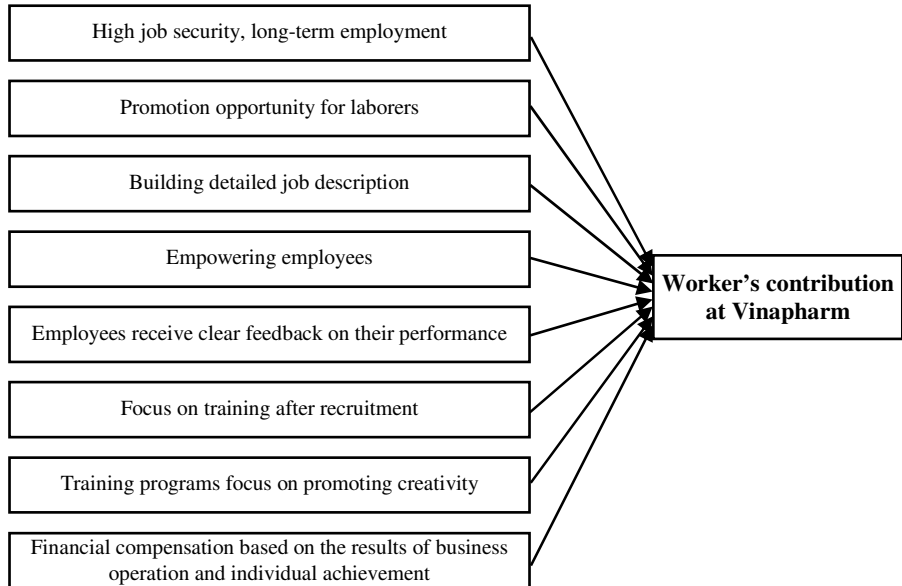 High job security, long-term employment
Promotion opportunity for laborers
Building detailed job description
Empowering employees
Worker’s contribution
at Vinapharm
Employees receive clear feedback on their performance
Focus on training after recruitment
Training programs focus on promoting creativity
Financial compensation based on the results of business
operation and individual achievement